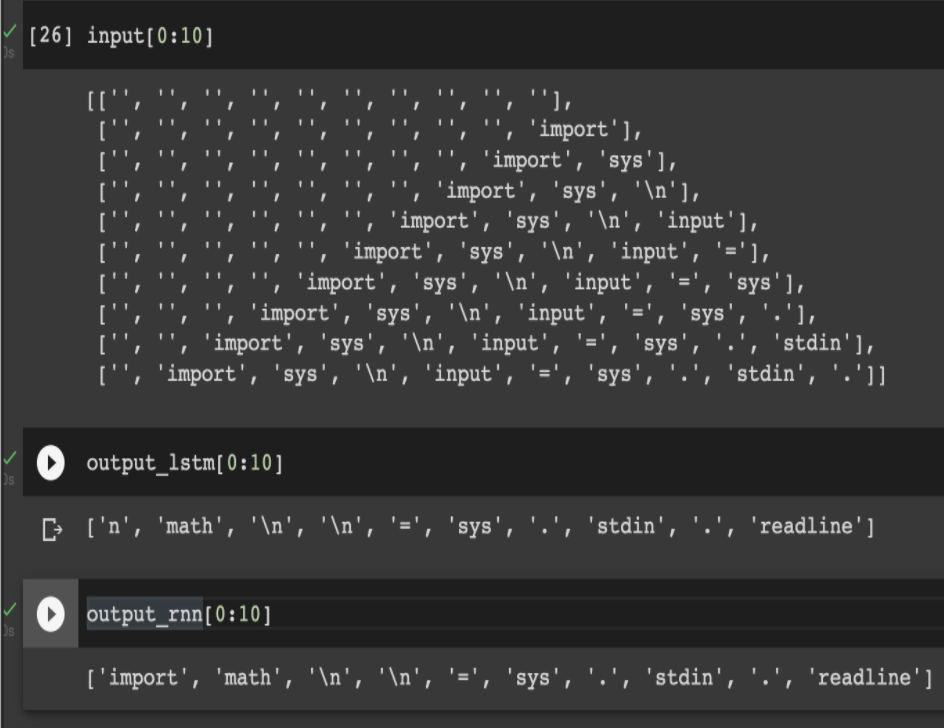 [26] input[0:10]
0s
[['', '', '', '', '', '', '', '', '', ''],
['', '', '', '', '', '', '', '', '', 'import'],
['', '', '', '', '', '', '', '', 'import', 'sys'],
['', '', '', '', '', '', '', 'import', 'sys', '\n'],
['', '', '', '', '', '', 'import', 'sys', '\n', 'input'],
['', '', '', '', '', 'import', 'sys', '\n', 'input', '='],
['', '', '', '', 'import', 'sys', '\n', 'input', '=', 'sys'],
['', '', '', 'import', 'sys', '\n', 'input', '=', 'sys', '.'],
['', '', 'import', 'sys', '\n', 'input', '=', 'sys', '.', 'stdin'],
['', 'import', 'sys', '\n', 'input', '=', 'sys', '.', 'stdin', '.']]
output_lstm[0:10]
0s
['n', 'math', '\n', '\n', '=', 'sys', '.', 'stdin', '.', 'readline']
output_rnn[0:10]
0s
['import', 'math', '\n', '\n', '=', 'sys', '.', 'stdin', '.', 'readline']